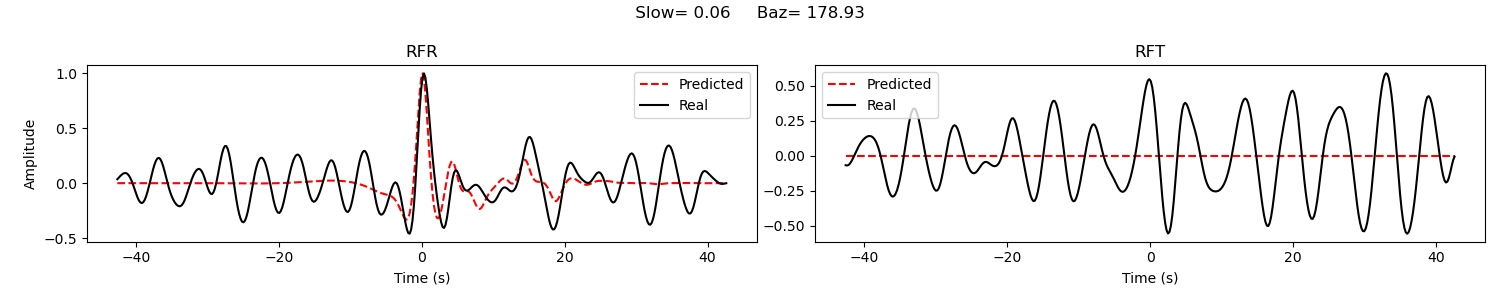 Slow= 0.06 Baz= 178.93
RFR
RFT
Amplitude
1.0
0.5
0.0
−0.5
Predicted
Real
−40
−20
0
20
40
Time (s)
0.50
0.25
0.00
−0.25
−0.50
Predicted
Real
−40
−20
0
20
40
Time (s)